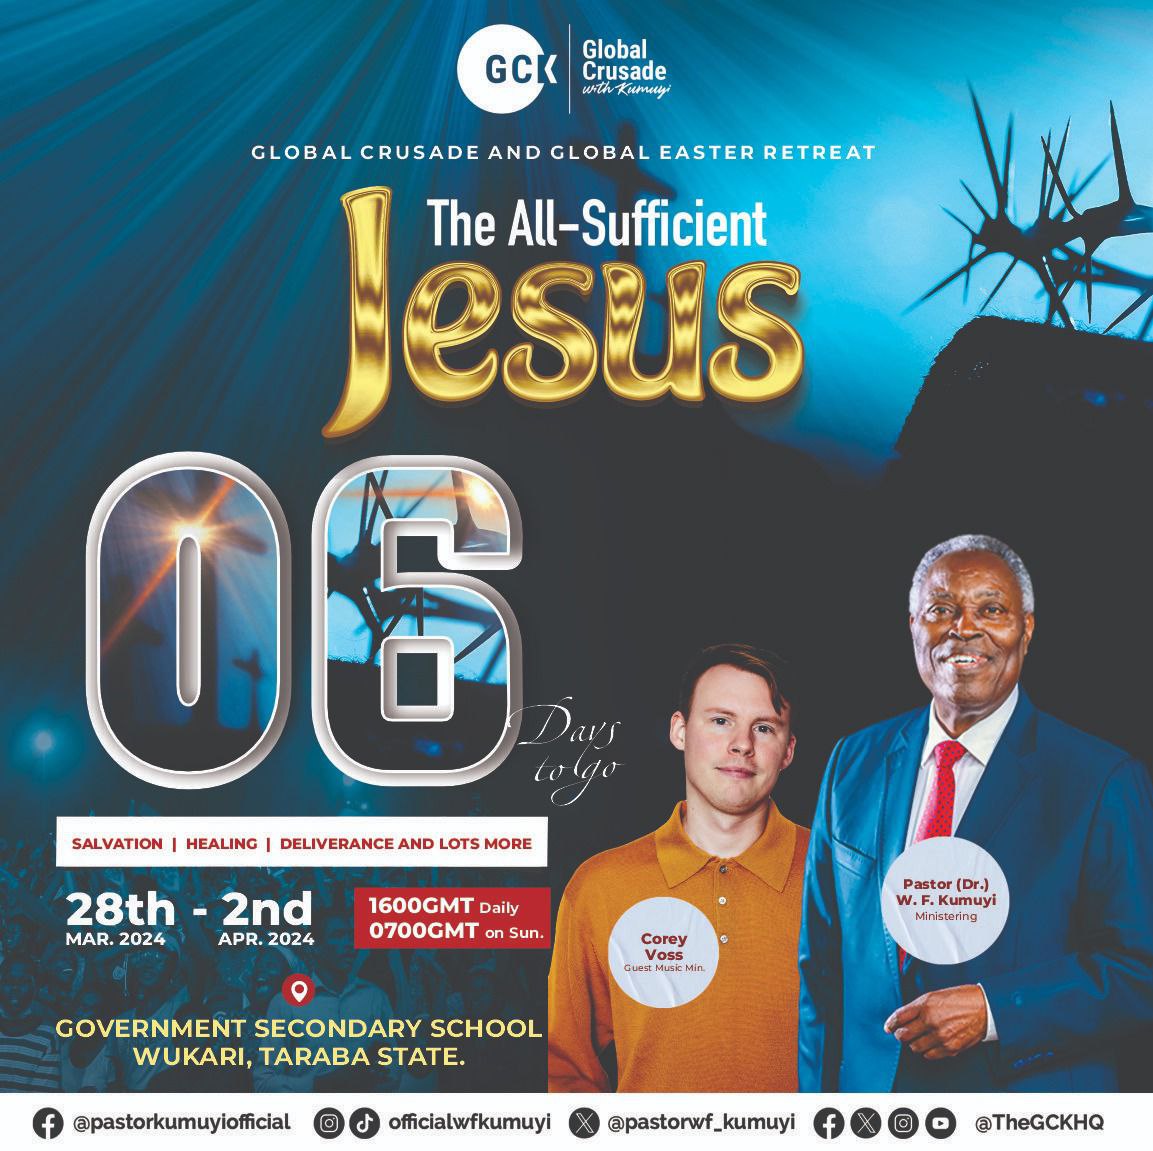 GCK
Global
Crusade
with Kumuyi
GLOBAL CRUSADE AND GLOBAL EASTER RETREAT
The All-Sufficient
Jesus
06
Days
to go
SALVATION | HEALING | DELIVERANCE AND LOTS MORE
28th - 2nd
MAR. 2024 APR. 2024
1600GMT Daily
0700GMT on Sun.
GOVERNMENT SECONDARY SCHOOL
WUKARI, TARABA STATE.
Corey
Voss
Guest Music Min.
Pastor (Dr.)
W. F. Kumuyi
Ministering
@pastorkumuyiofficial officialwfkumuyi @pastorwf_kumuyi @TheGCKHQ